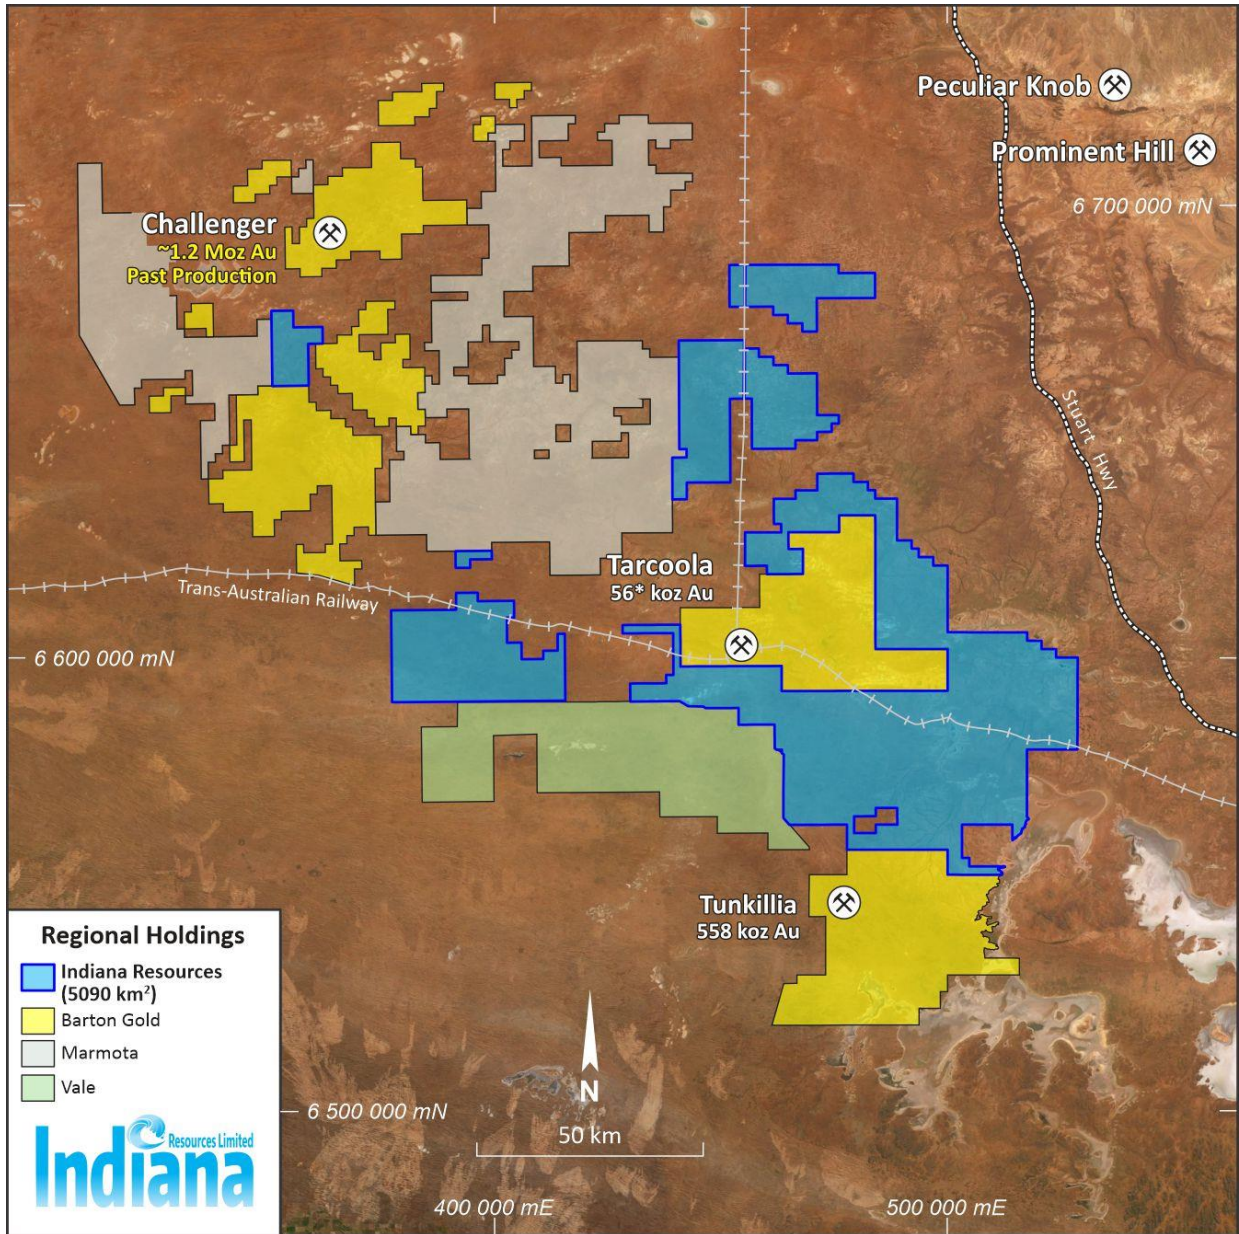 Peculiar Knob
Prominent Hill
6 700 000 mN
Challenger
~1.2 Moz Au
Past Production
Stuart Hwy
Tarcoola
56* koz Au
Trans-Australian Railway
6 600 000 mN
Tunkillia
558 koz Au
Regional Holdings
Indiana Resources
(5090 km²)
Barton Gold
Marmota
Vale
N
6 500 000 mN
50 km
Resources Limited
Indiana
400 000 mE
500 000 mE